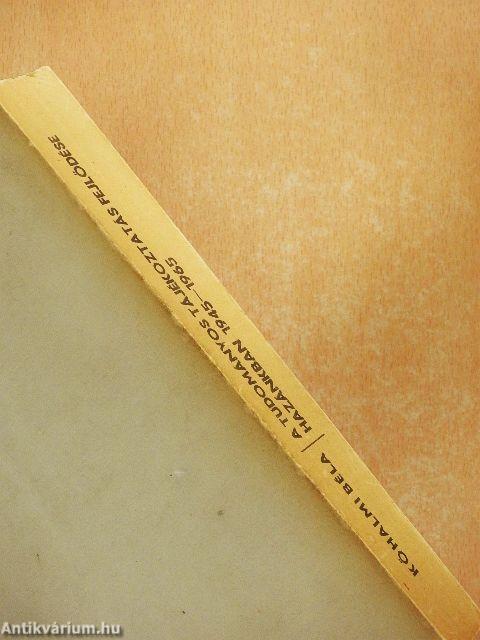 KŐHALMI BÉLA
A TUDOMÁNYOS TÁJÉKOZTATÁS FEJLŐDÉSE
HAZÁNKBAN 1945—1965
Antikvárium.hu